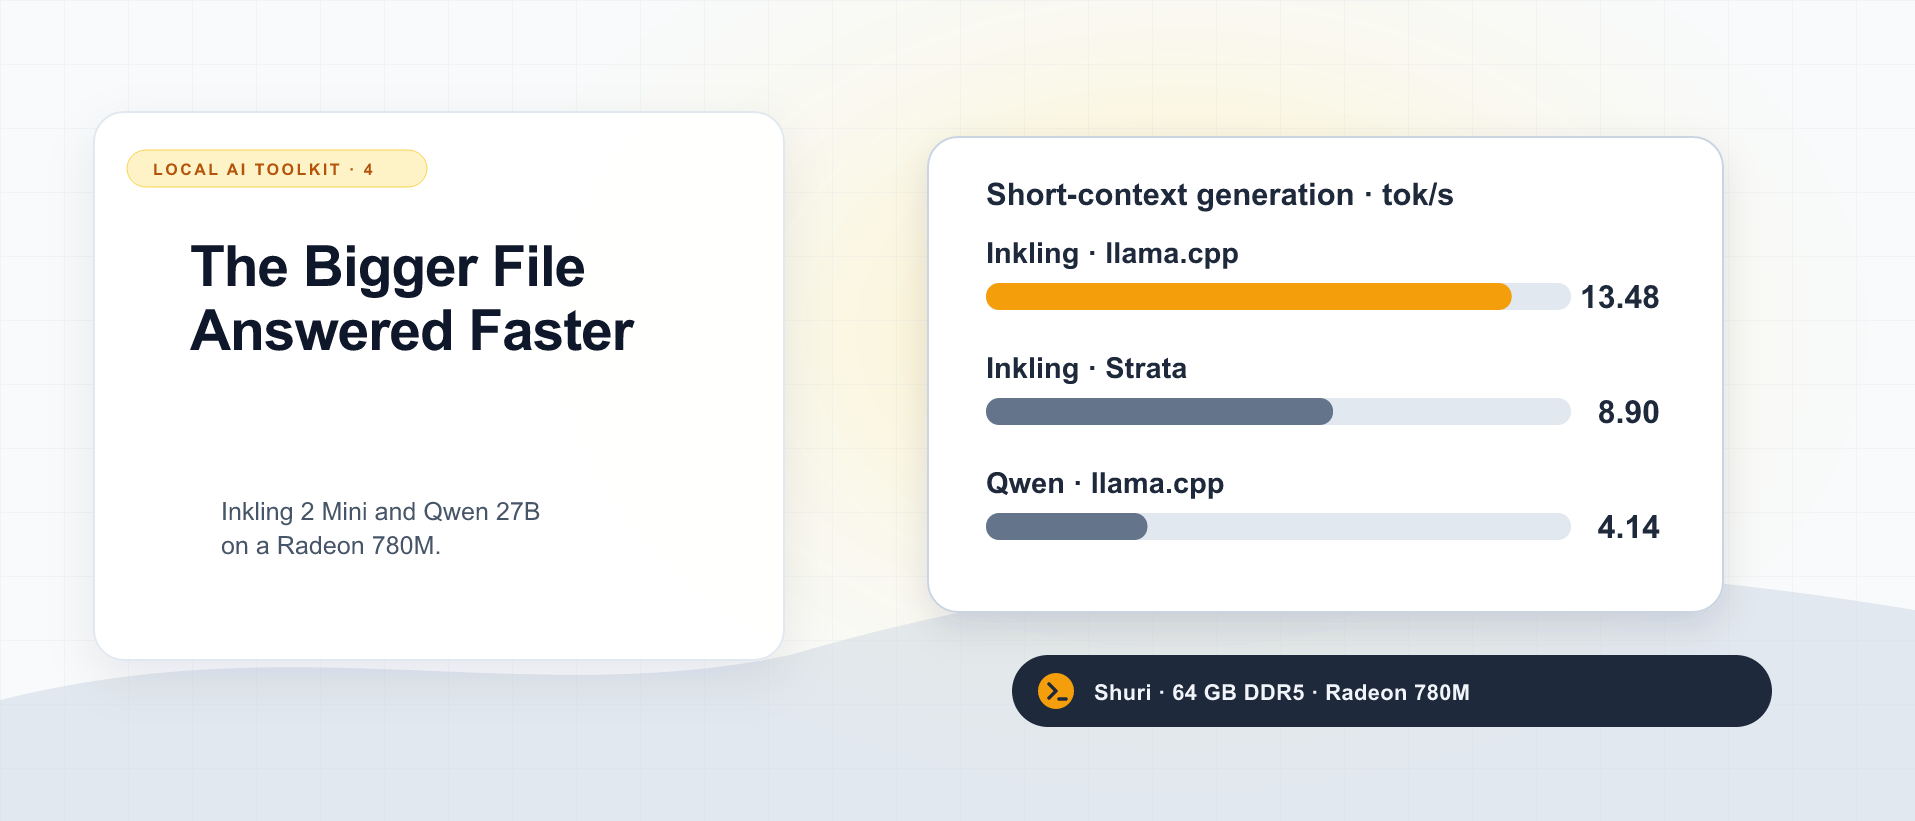 LOCAL AI TOOLKIT · 4
The Bigger File
Answered Faster
Inkling 2 Mini and Qwen 27B
on a Radeon 780M.
Short-context generation · tok/s
Inkling · llama.cpp
13.48
Inkling · Strata
8.90
Qwen · llama.cpp
4.14
Shuri · 64 GB DDR5 · Radeon 780M